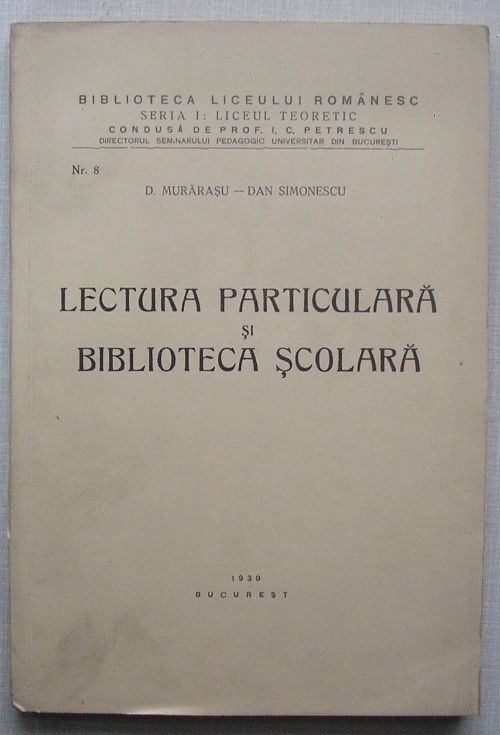 BIBLIOTECA LICEULUI ROMÂNESC
SERIA I: LICEUL TEORETIC
CONDUSĂ DE PROF. I. C. PETRESCU
DIRECTORUL SEMINARULUI PEDAGOGIC UNIVERSITAR DIN BUCUREȘTI
Nr. 8
D. MURĂRAȘU — DAN SIMONESCU
LECTURA PARTICULARĂ
ȘI
BIBLIOTECA ȘCOLARĂ
1939
BUCUREȘT